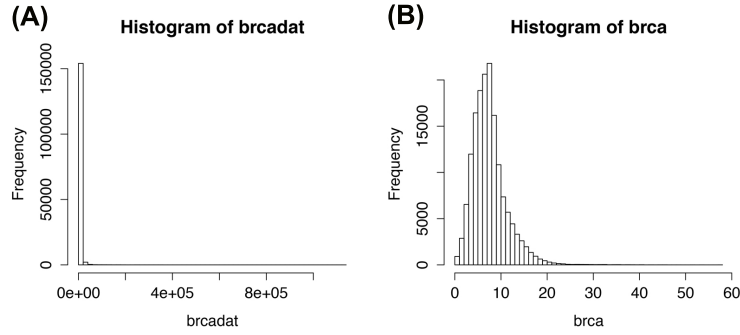 (A)
Histogram of brcadat
Frequency
150000
100000
50000
0
0e+00 4e+05 8e+05
brcadat
(B)
Histogram of brca
Frequency
15000
5000
0
0 10 20 30 40 50 60
brca